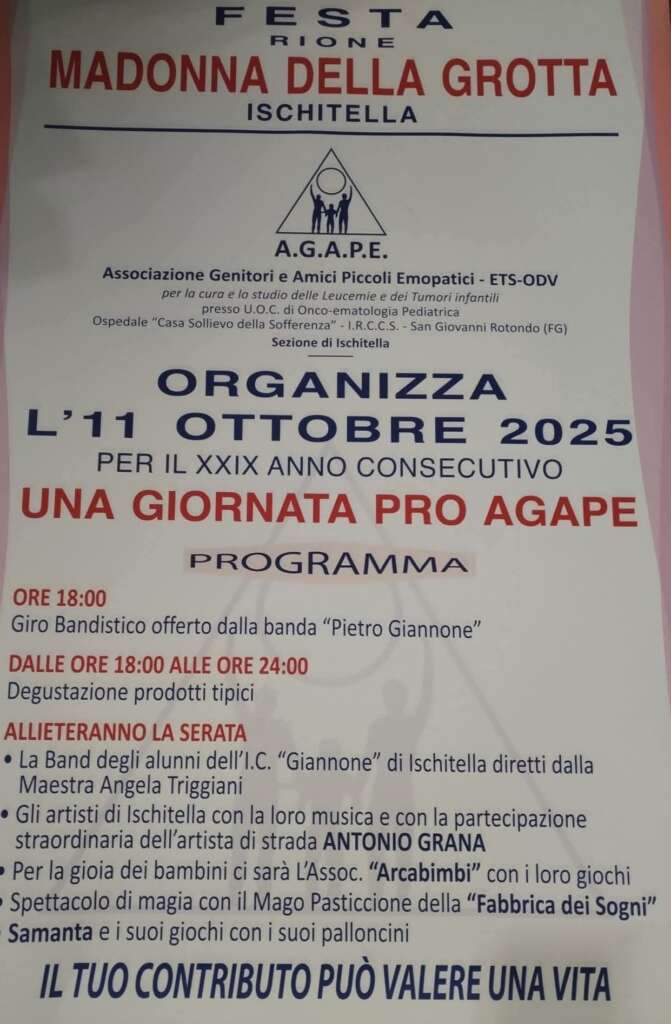 FESTA
RIONE
MADONNA DELLA GROTTA
ISCHITELLA
A.G.A.P.E.
Associazione Genitori e Amici Piccoli Emopatici - ETS-ODV
per la cura e lo studio delle Leucemie e dei Tumori infantili
presso U.O.C. di Onco-ematologia Pediatrica
Ospedale "Casa Sollievo della Sofferenza" - I.R.C.C.S. - San Giovanni Rotondo (FG)
Sezione di Ischitella
ORGANIZZA
L'11 OTTOBRE 2025
PER IL XXIX ANNO CONSECUTIVO
UNA GIORNATA PRO AGAPE
PROGRAMMA
ORE 18:00
Giro Bandistico offerto dalla banda "Pietro Giannone"
DALLE ORE 18:00 ALLE ORE 24:00
Degustazione prodotti tipici
ALLIETERANNO LA SERATA
• La Band degli alunni dell'I.C. "Giannone" di Ischitella diretti dalla
Maestra Angela Triggiani
• Gli artisti di Ischitella con la loro musica e con la partecipazione
straordinaria dell'artista di strada ANTONIO GRANA
• Per la gioia dei bambini ci sarà L'Assoc. "Arcabimbi" con i loro giochi
• Spettacolo di magia con il Mago Pasticcione della "Fabbrica dei Sogni"
• Samanta e i suoi giochi con i suoi palloncini
IL TUO CONTRIBUTO PUÒ VALERE UNA VITA